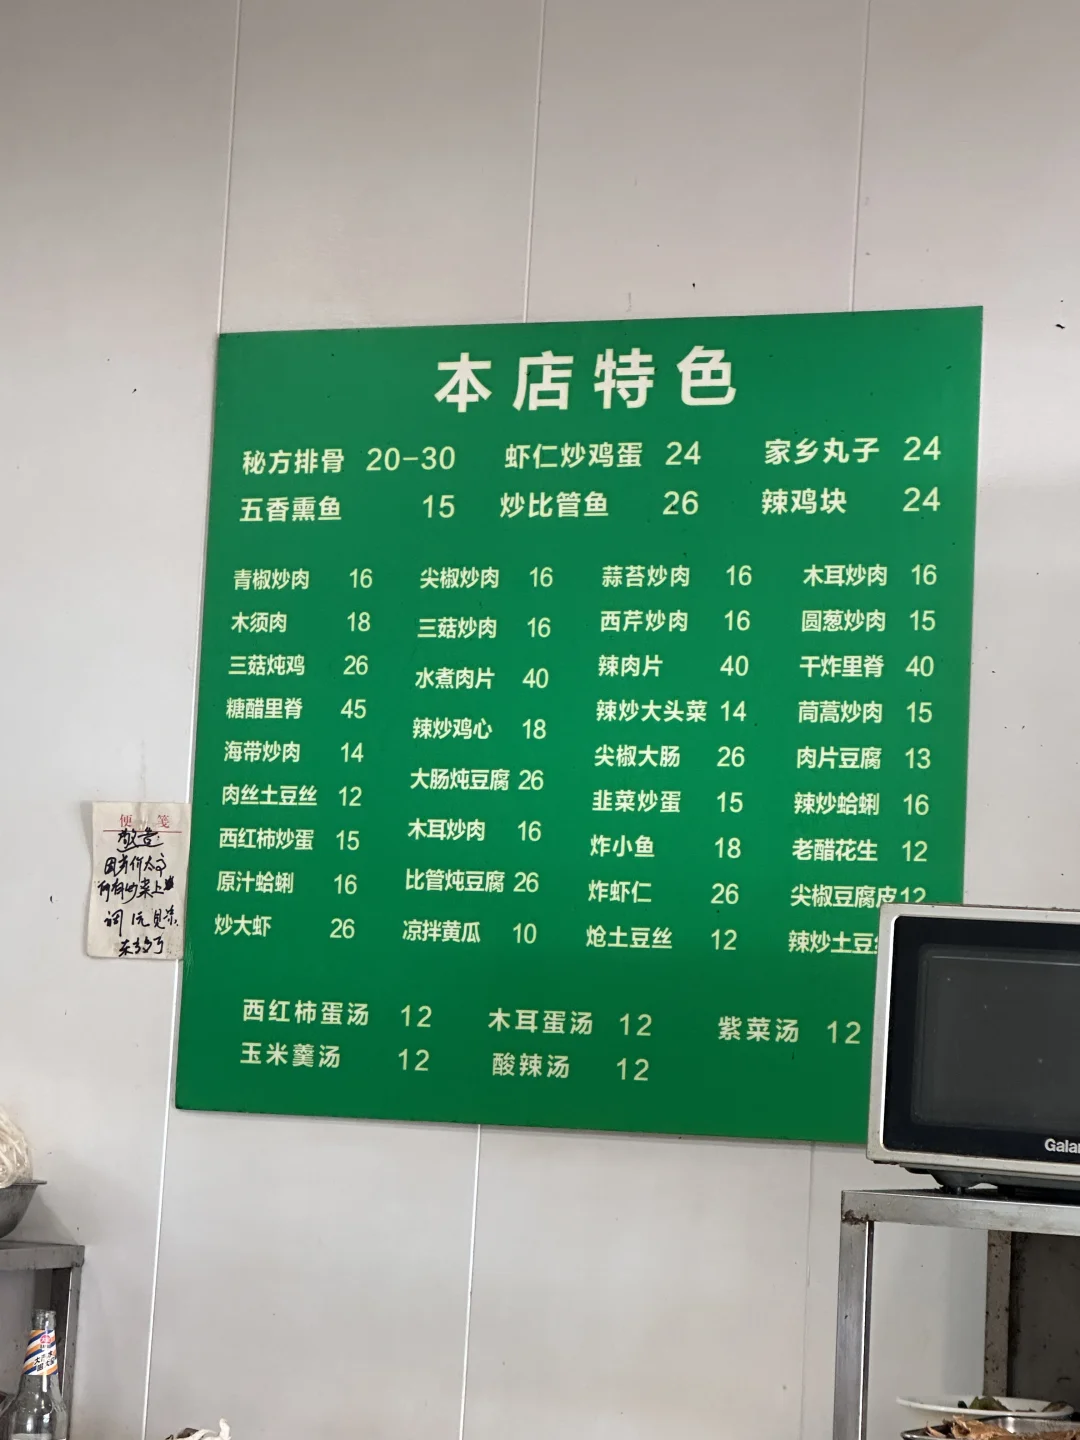 本店特色
秘方排骨 20-30 虾仁炒鸡蛋 24 家乡丸子 24
五香熏鱼 15 炒比管鱼 26 辣鸡块 24
青椒炒肉 16 尖椒炒肉 16 蒜苔炒肉 16 木耳炒肉 16
木须肉 18 三菇炒肉 16 西芹炒肉 16 圆葱炒肉 15
三菇炖鸡 26 水煮肉片 40 辣肉片 40 干炸里脊 40
糖醋里脊 45 辣炒鸡心 18 辣炒大头菜 14 茼蒿炒肉 15
海带炒肉 14 大肠炖豆腐 26 尖椒大肠 26 肉片豆腐 13
肉丝土豆丝 12 木耳炒肉 16 韭菜炒蛋 15 辣炒蛤蜊 16
西红柿炒蛋 15 比管炖豆腐 26 炸小鱼 18 老醋花生 12
原汁蛤蜊 16 凉拌黄瓜 10 炸虾仁 26 尖椒豆腐皮 12
炒大虾 26 炝土豆丝 12 辣炒土豆
西红柿蛋汤 12 木耳蛋汤 12 紫菜汤 12
玉米羹汤 12 酸辣汤 12
便笺
敬告
Galan